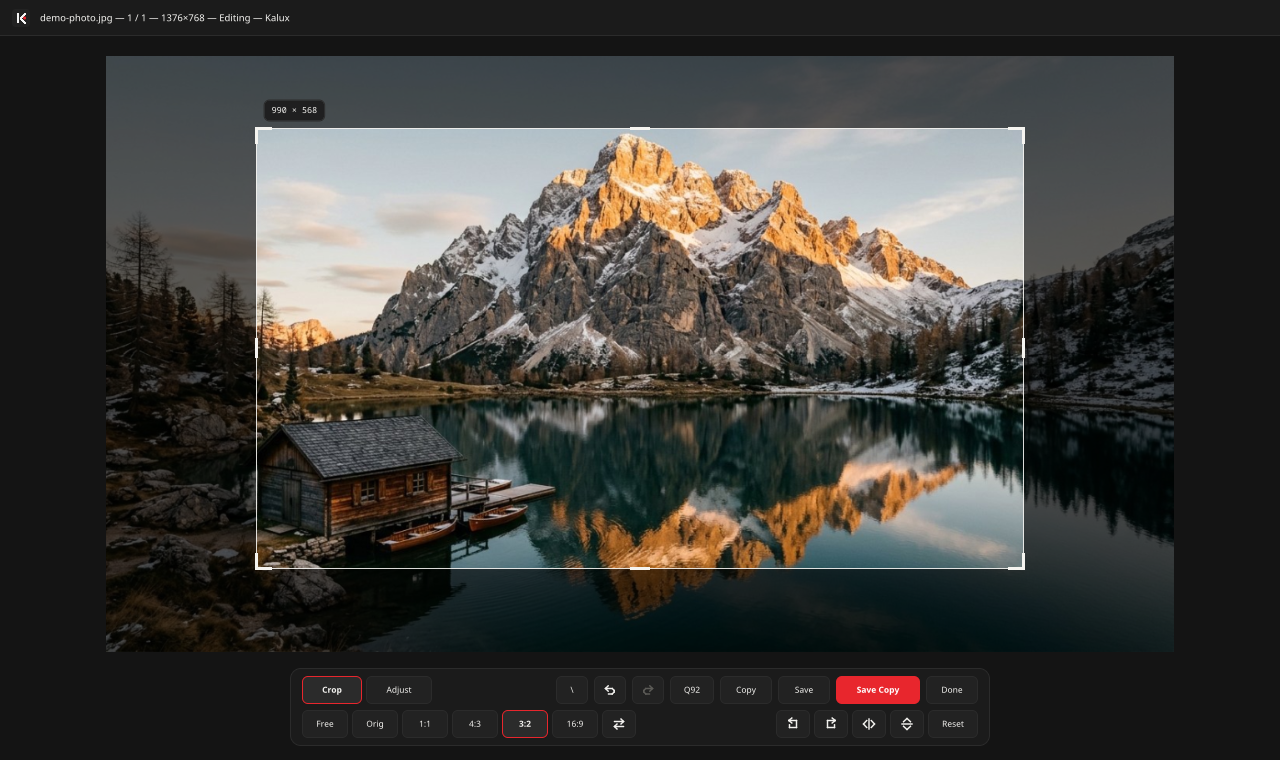 demo-photo.jpg — 1 / 1 — 1376×768 — Editing — Kalux
990 × 568
Crop Adjust \ Q92 Copy Save Save Copy Done
Free Orig 1:1 4:3 3:2 16:9 Reset